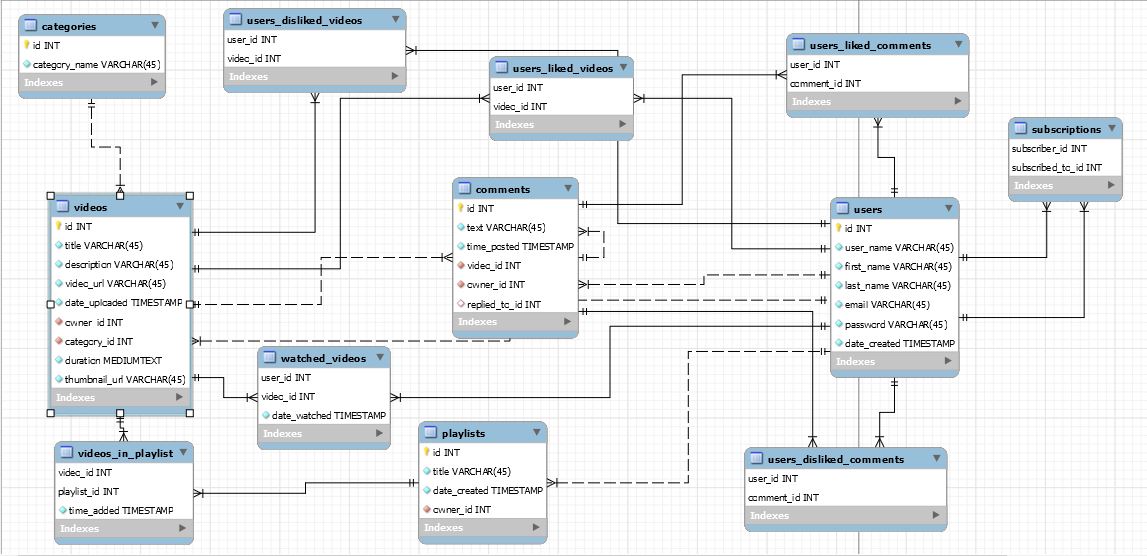 categories
id INT
category_name VARCHAR(45)
Indexes
users_disliked_videos
user_id INT
video_id INT
Indexes
users_liked_videos
user_id INT
video_id INT
Indexes
users_liked_comments
user_id INT
comment_id INT
Indexes
subscriptions
subscriber_id INT
subscribed_to_id INT
Indexes
videos
id INT
title VARCHAR(45)
description VARCHAR(45)
video_url VARCHAR(45)
date_uploaded TIMESTAMP
owner_id INT
category_id INT
duration MEDIUMTEXT
thumbnail_url VARCHAR(45)
Indexes
comments
id INT
text VARCHAR(45)
time_posted TIMESTAMP
video_id INT
owner_id INT
replied_to_id INT
Indexes
users
id INT
user_name VARCHAR(45)
first_name VARCHAR(45)
last_name VARCHAR(45)
email VARCHAR(45)
password VARCHAR(45)
date_created TIMESTAMP
Indexes
watched_videos
user_id INT
video_id INT
date_watched TIMESTAMP
Indexes
videos_in_playlist
video_id INT
playlist_id INT
time_added TIMESTAMP
Indexes
playlists
id INT
title VARCHAR(45)
date_created TIMESTAMP
owner_id INT
Indexes
users_disliked_comments
user_id INT
comment_id INT
Indexes